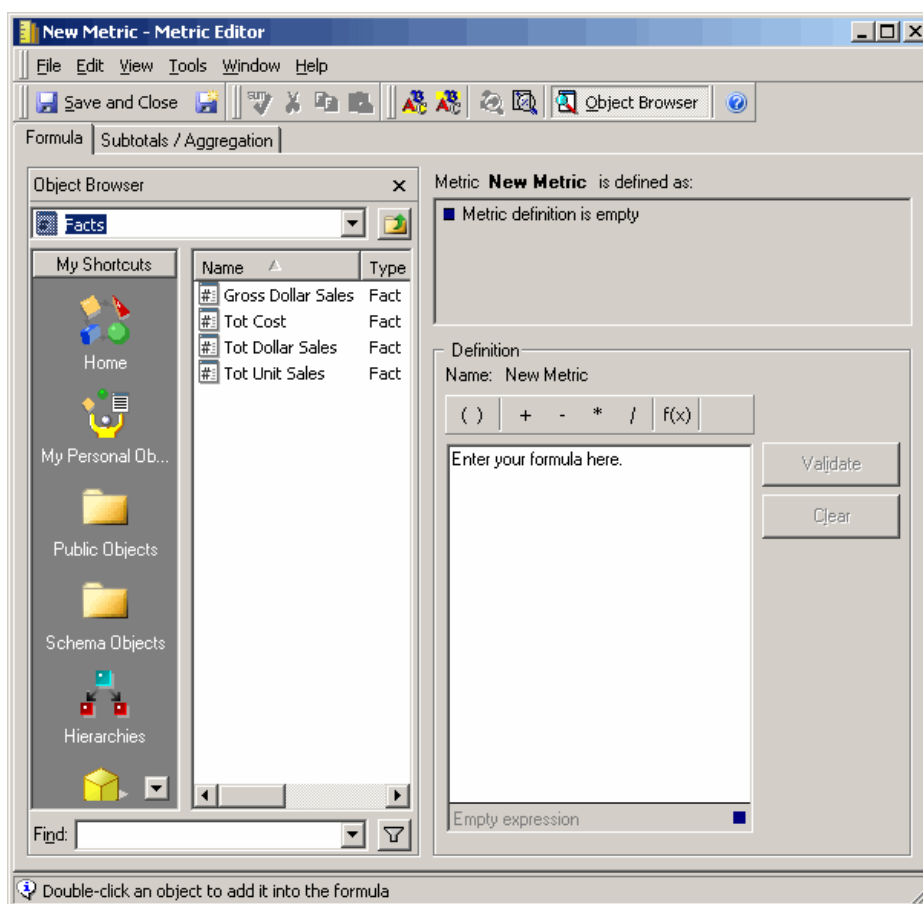 New Metric - Metric Editor
File Edit View Tools Window Help
Save and Close Object Browser
Formula Subtotals / Aggregation
Object Browser
Facts
My Shortcuts
Home
My Personal Ob...
Public Objects
Schema Objects
Hierarchies
Name Type
Gross Dollar Sales Fact
Tot Cost Fact
Tot Dollar Sales Fact
Tot Unit Sales Fact
Find:
Metric New Metric is defined as:
Metric definition is empty
Definition
Name: New Metric
( ) + - * / f(x)
Enter your formula here.
Validate
Clear
Empty expression
Double-click an object to add it into the formula